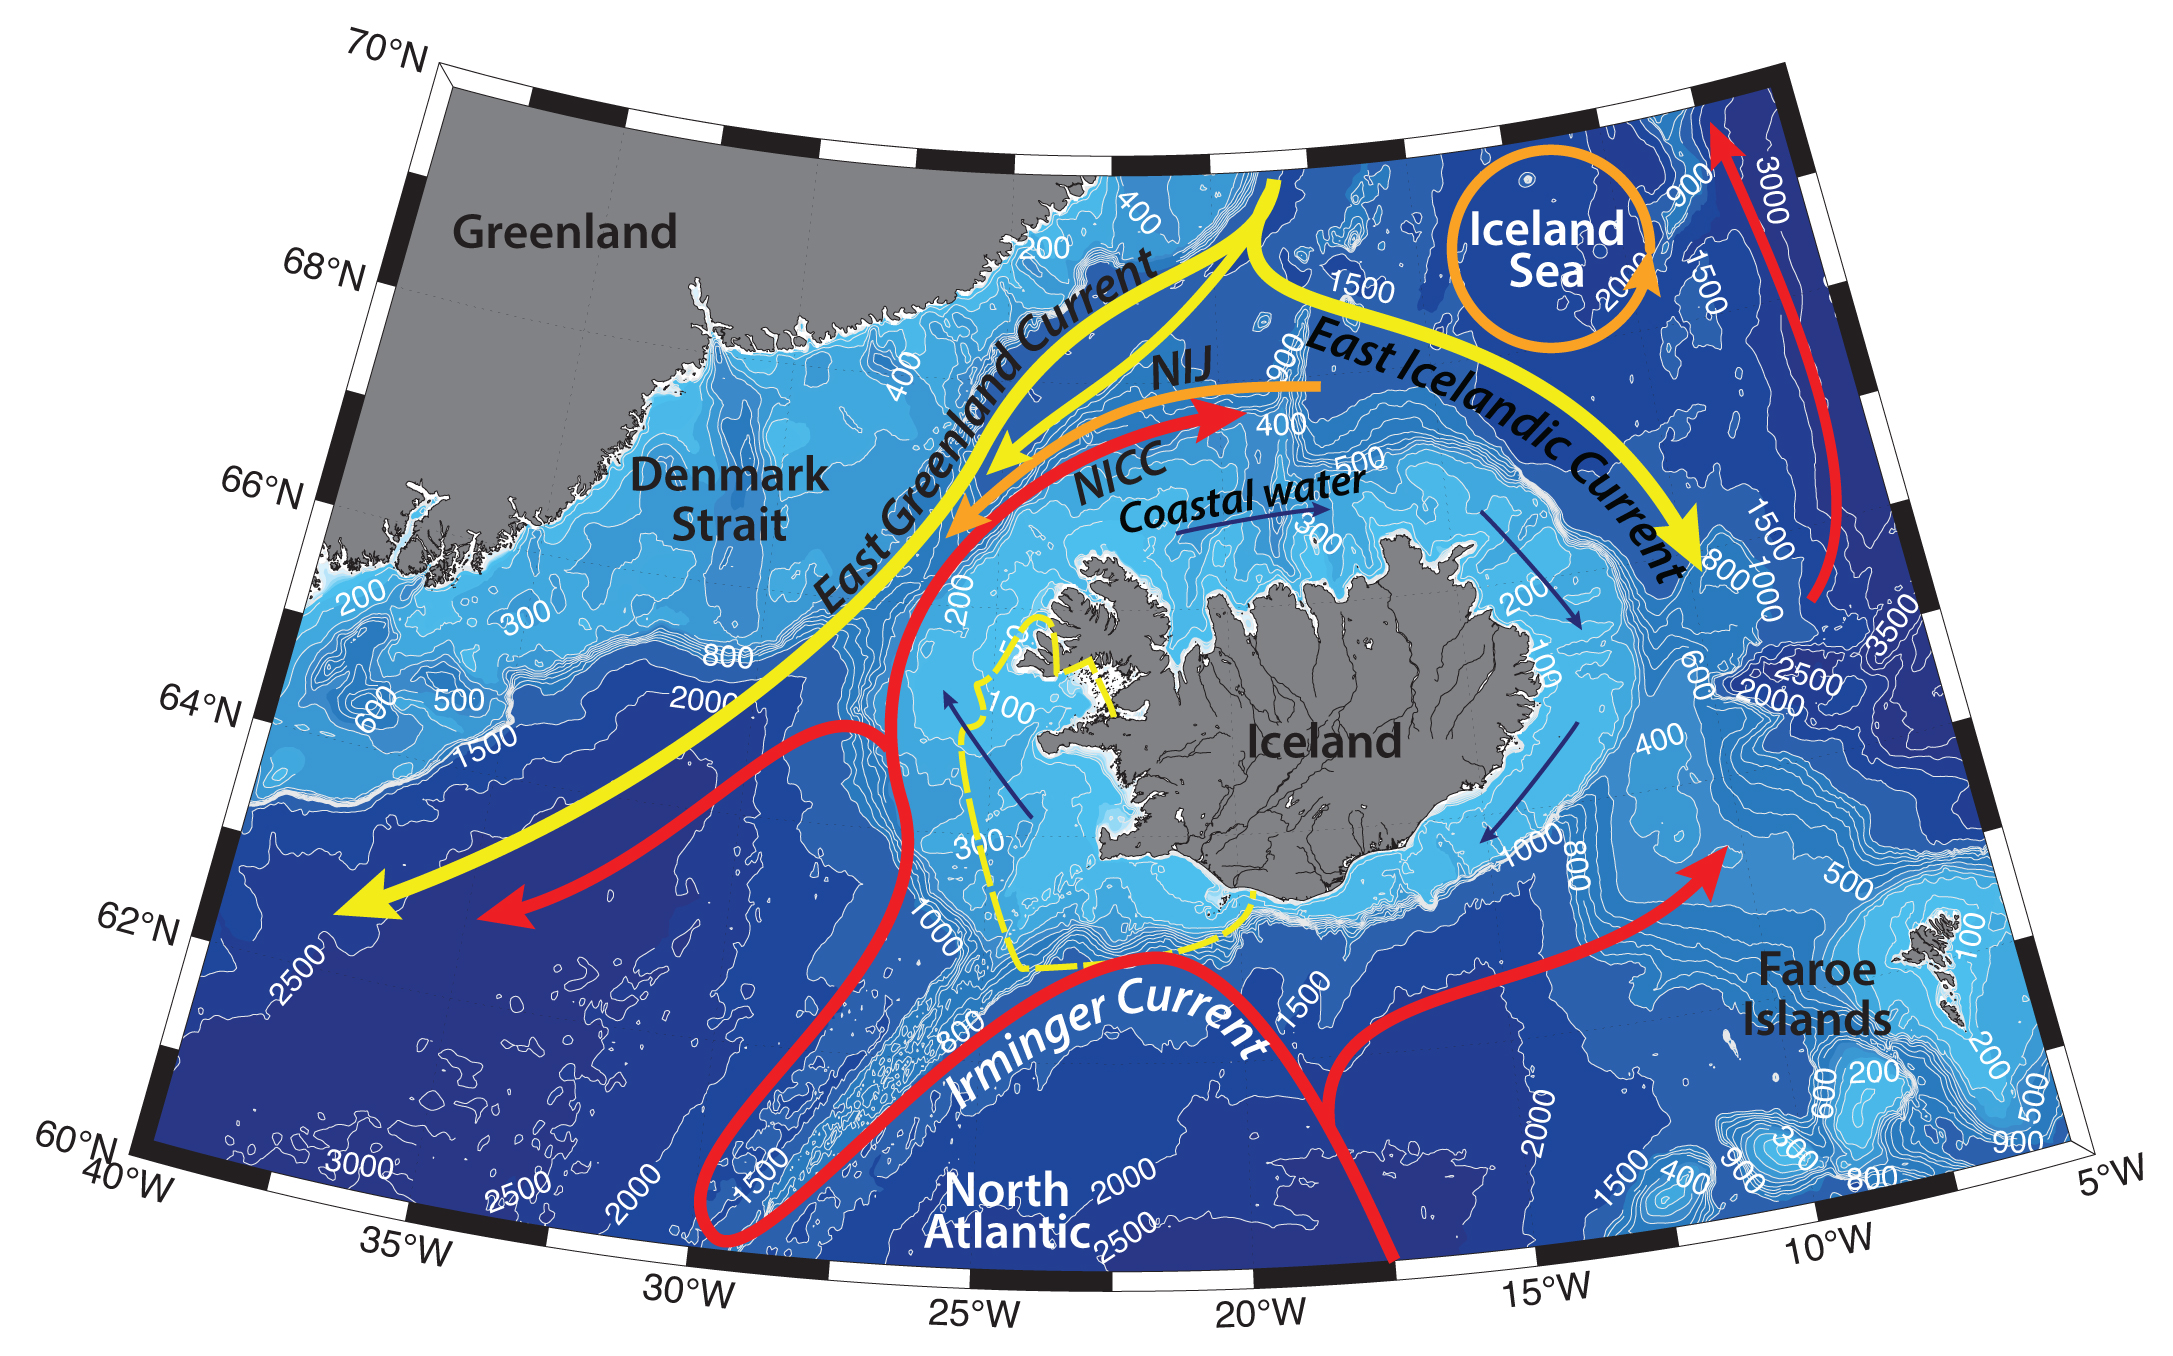 70°N
68°N
66°N
64°N
62°N
60°N
40°W
35°W
30°W
25°W
20°W
15°W
10°W
5°W
Greenland
400
200
East Greenland Current
1500
Iceland
Sea
2000
900
3000
1500
400
NIJ
900
East Icelandic Current
400
NICC
500
Coastal water
300
Denmark
Strait
200
300
800
600
500
1500
2000
200
50
100
300
200
100
Iceland
800
1500
1000
600
2500
2000
3500
400
1000
800
500
1000
2500
800
Irminger Current
1500
Faroe
Islands
100
200
200
600
500
900
3000
2500
2000
1500
North
Atlantic
2000
2500
2000
1500
400
900
300
800